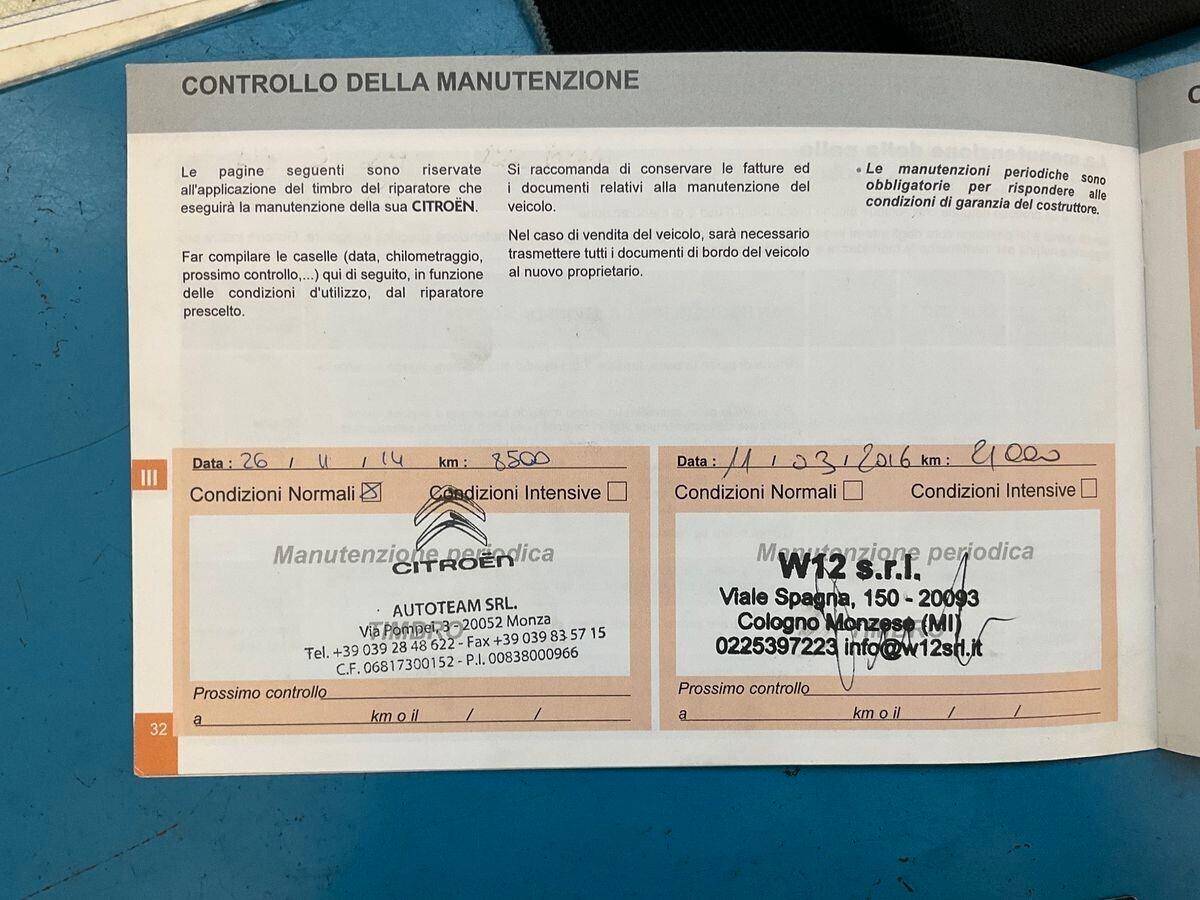 CONTROLLO DELLA MANUTENZIONE
C
Le pagine seguenti sono riservate
all'applicazione del timbro del riparatore che
eseguirà la manutenzione della sua CITROËN.
Far compilare le caselle (data, chilometraggio,
prossimo controllo,...) qui di seguito, in funzione
delle condizioni d'utilizzo, dal riparatore
prescelto.
Si raccomanda di conservare le fatture ed
i documenti relativi alla manutenzione del
veicolo.
Nel caso di vendita del veicolo, sarà necessario
trasmettere tutti i documenti di bordo del veicolo
al nuovo proprietario.
• Le manutenzioni periodiche sono
obbligatorie per rispondere alle
condizioni di garanzia del costruttore.
III
Data : 26 / 11 / 14 km : 8500
Condizioni Normali ☒ Condizioni Intensive ☐
Manutenzione periodica
CITROËN
AUTOTEAM SRL.
TIMBRO
Via Pompei, 3 - 20052 Monza
Tel. +39 039 28 48 622 - Fax +39 039 83 57 15
C.F. 06817300152 - P.I. 00838000966
Prossimo controllo
a km o il / /
Data : 11 / 03 / 2016 km : 21000
Condizioni Normali ☐ Condizioni Intensive ☐
Manutenzione periodica
W12 s.r.l.
Viale Spagna, 150 - 20093
Cologno Monzese (MI)
TIMBRO
0225397223 info@w12srl.it
Prossimo controllo
a km o il / /
32